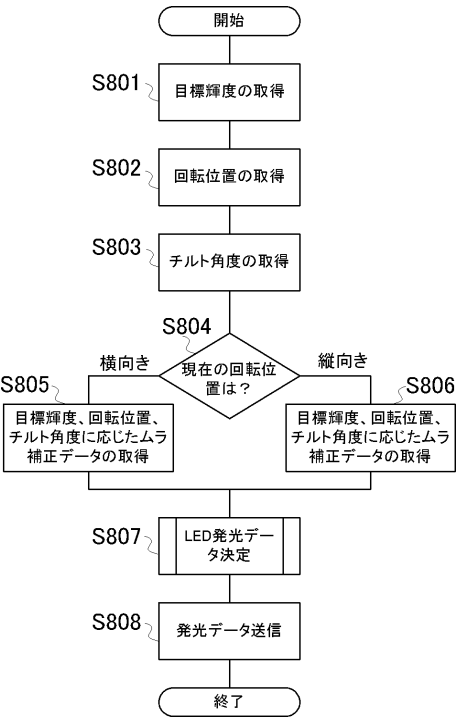 開始
S801
目標輝度の取得
S802
回転位置の取得
S803
チルト角度の取得
S804
現在の回転位
置は？
横向き
縦向き
S805
目標輝度、回転位置、
チルト角度に応じたムラ
補正データの取得
S806
目標輝度、回転位置、
チルト角度に応じたムラ
補正データの取得
S807
LED発光デー
タ決定
S808
発光データ送信
終了